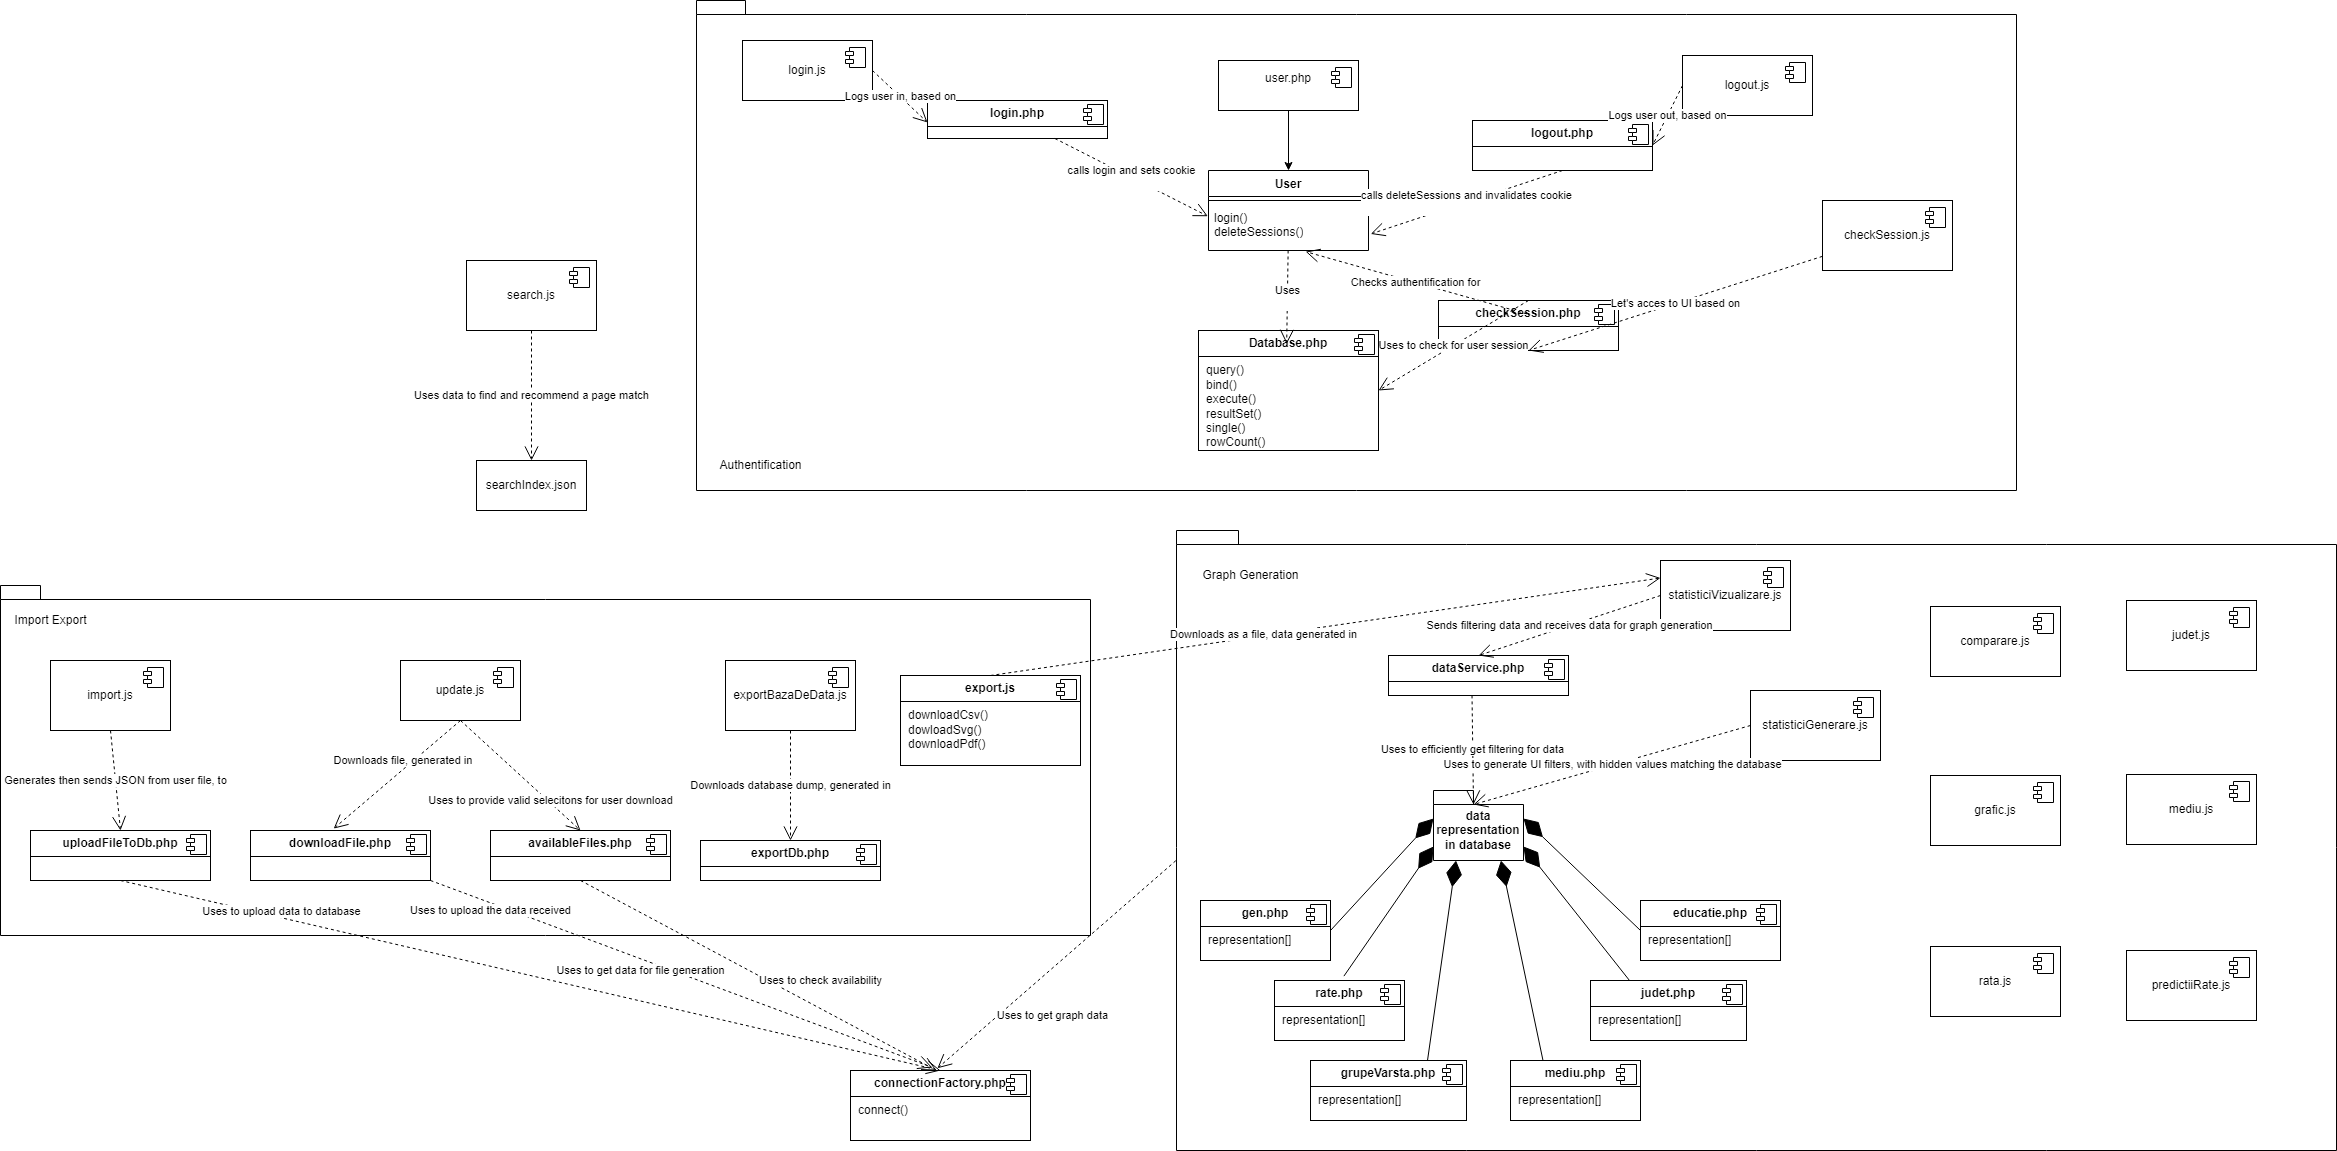 login.js
Logs user in, based on
login.php
calls login and sets cookie
user.php
User
login()
deleteSessions()
logout.js
Logs user out, based on
logout.php
calls deleteSessions and invalidates cookie
checkSession.js
Let's acces to UI based on
Checks authentification for
checkSession.php
Uses to check for user session
Uses
Database.php
query()
bind()
execute()
resultSet()
single()
rowCount()
Authentification
search.js
Uses data to find and recommend a page match
searchIndex.json
Import Export
import.js
Generates then sends JSON from user file, to
uploadFileToDb.php
Uses to upload data to database
update.js
Downloads file, generated in
downloadFile.php
Uses to upload the data received
Uses to provide valid selecitons for user download
availableFiles.php
Uses to get data for file generation
Uses to check availability
exportBazaDeData.js
Downloads database dump, generated in
exportDb.php
export.js
downloadCsv()
dowloadSvg()
downloadPdf()
Downloads as a file, data generated in
connectionFactory.php
connect()
Uses to get graph data
Graph Generation
statisticiVizualizare.js
Sends filtering data and receives data for graph generation
dataService.php
statisticiGenerare.js
Uses to efficiently get filtering for data
Uses to generate UI filters, with hidden values matching the database
data
representation
in database
gen.php
representation[]
educatie.php
representation[]
rate.php
representation[]
judet.php
representation[]
grupeVarsta.php
representation[]
mediu.php
representation[]
comparare.js
judet.js
grafic.js
mediu.js
rata.js
predictiiRate.js